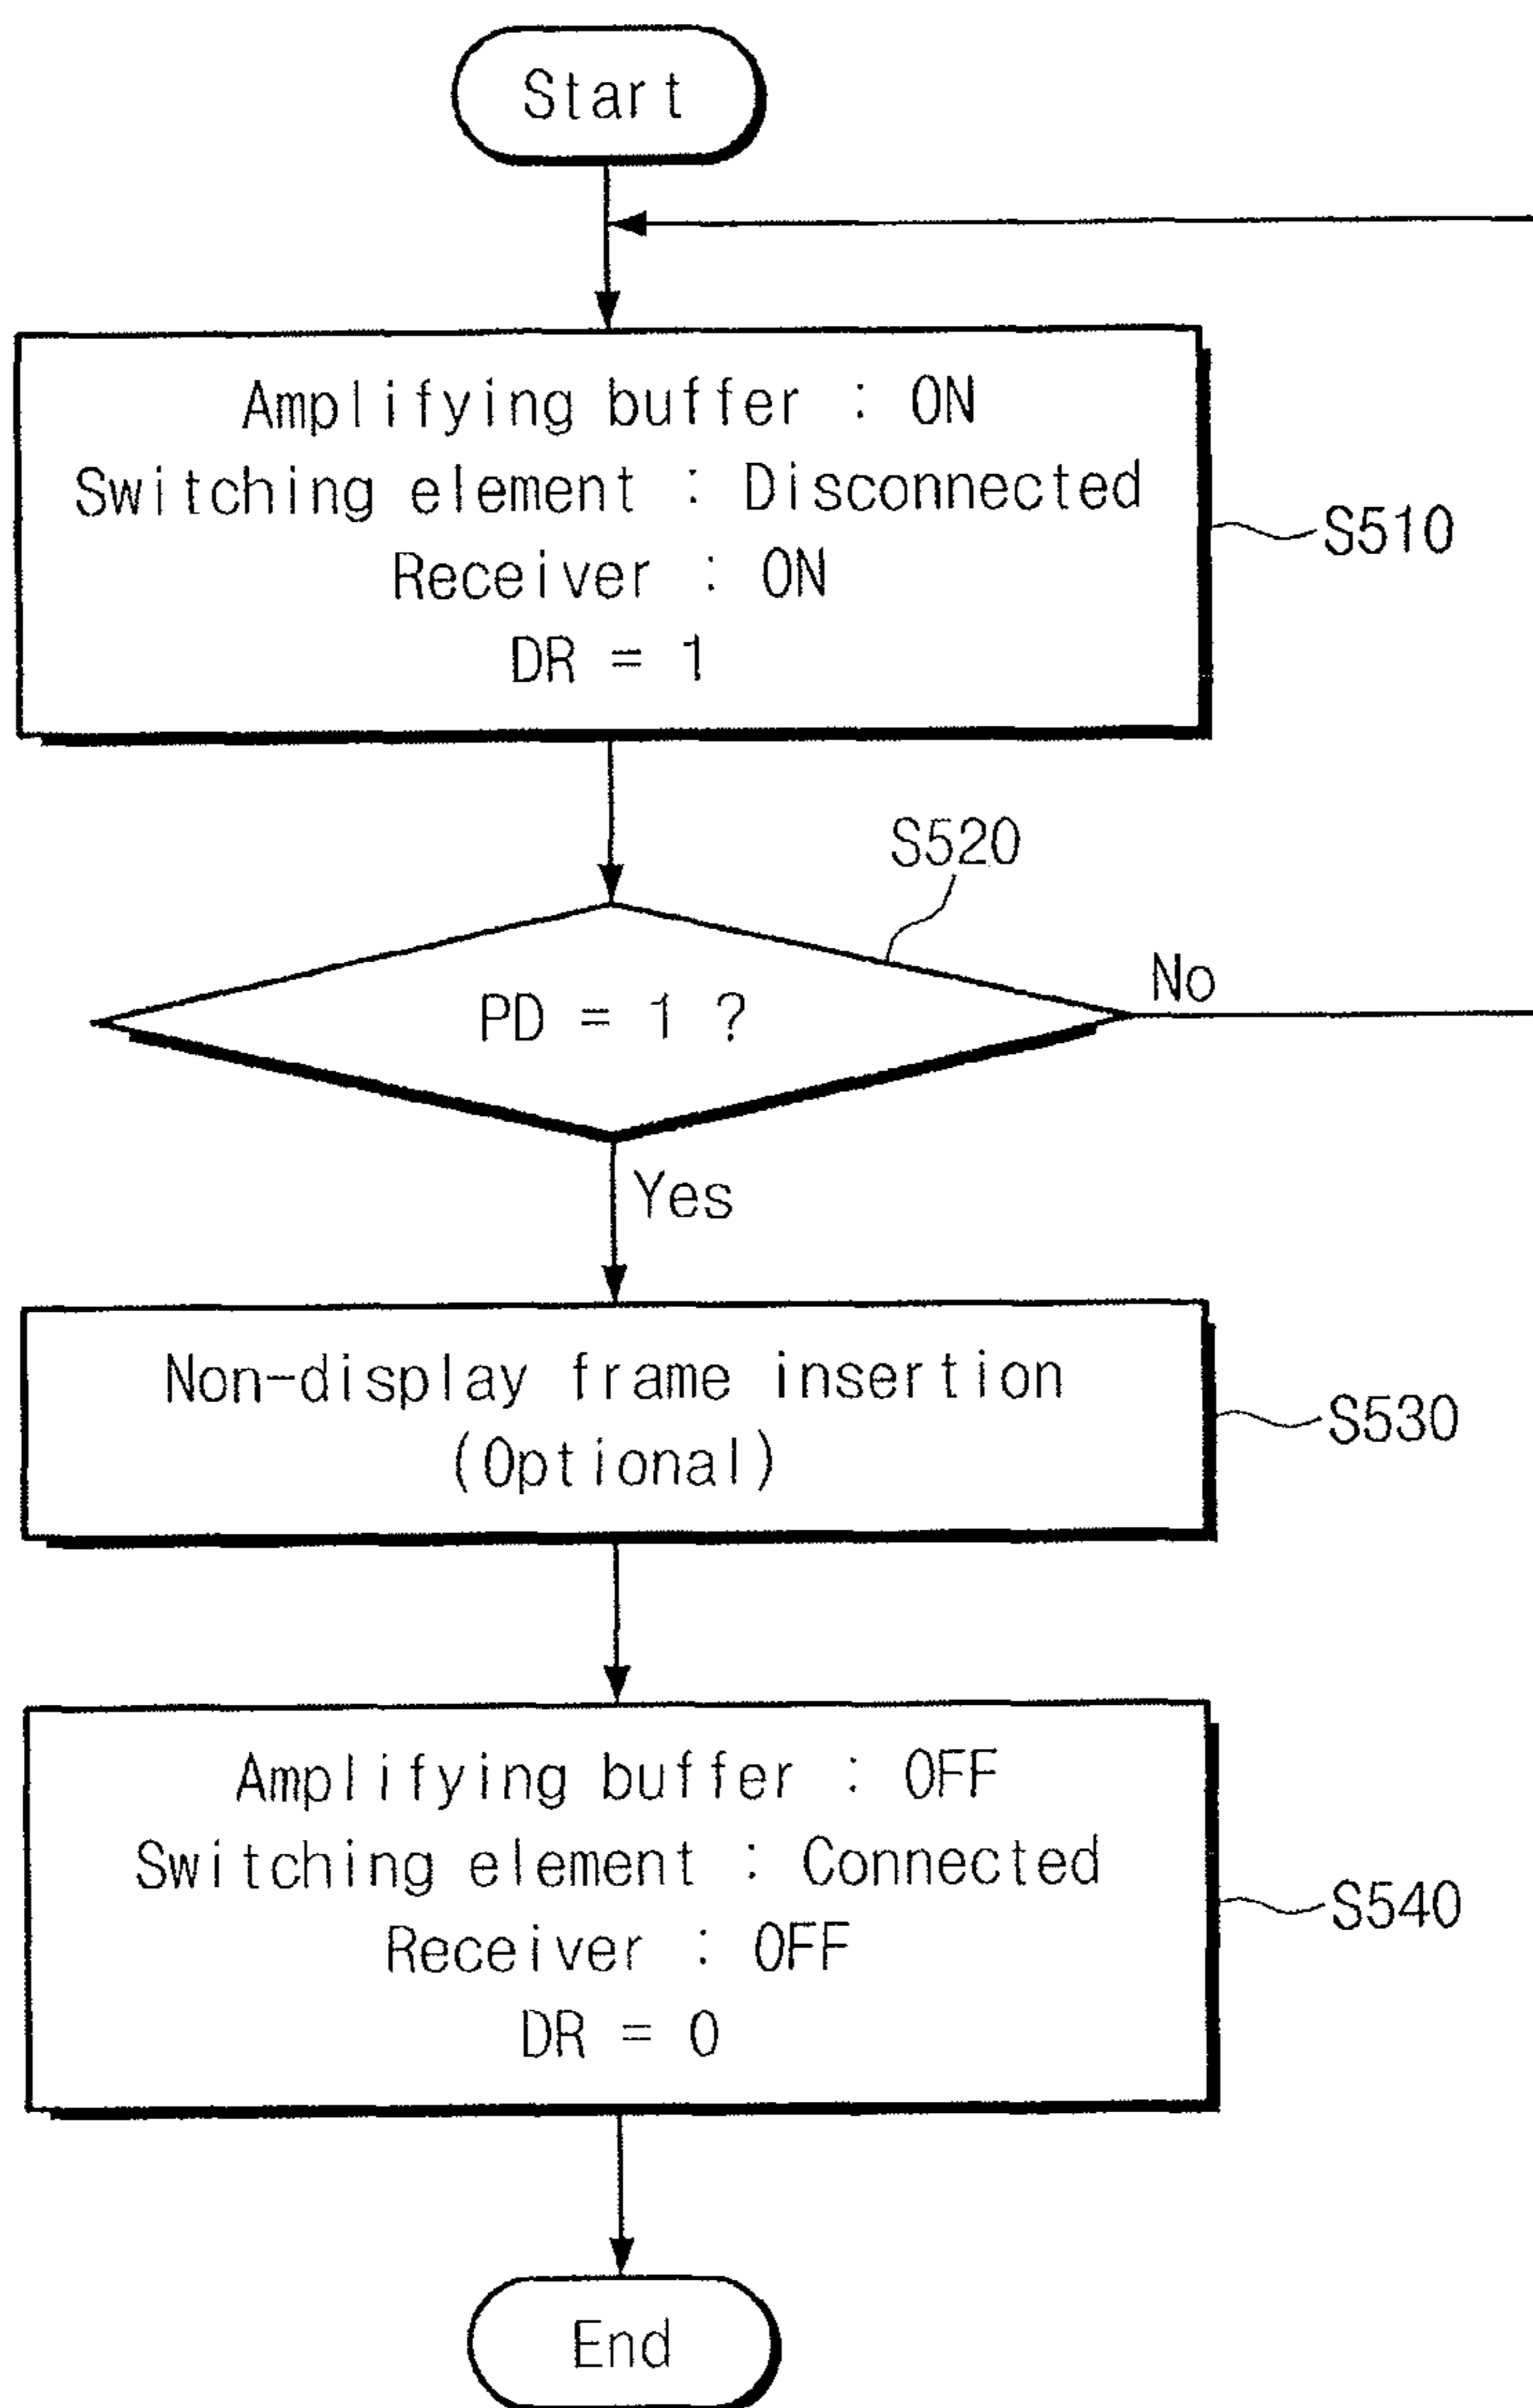 Start
Amplifying buffer : ON
Switching element : Disconnected
Receiver : ON
DR = 1
S510
S520
PD = 1 ?
No
Yes
Non-display frame insertion
(Optional)
S530
Amplifying buffer : OFF
Switching element : Connected
Receiver : OFF
DR = 0
S540
End